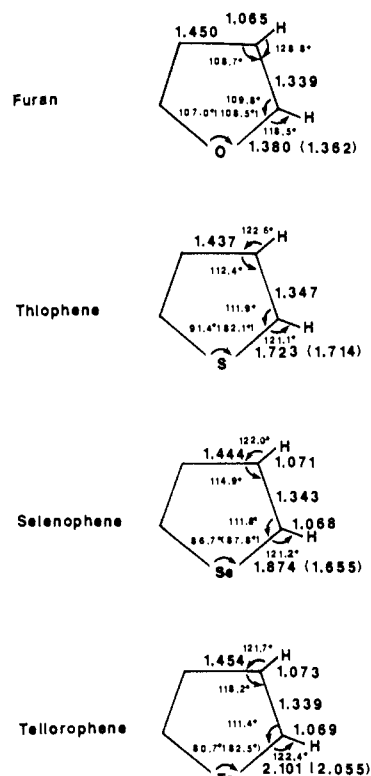 1.065 H
1.450
108.7° 128.8°
1.339
Furan
109.8°
107.0°(108.5°) H
118.5°
O 1.380 (1.362)
122.5° H
1.437
112.4°
1.347
Thiophene
111.9°
91.4°(82.1°) H
121.1°
S 1.723 (1.714)
122.0° H
1.444 1.071
114.9°
1.343
Selenophene
111.8° 1.068
86.7°(87.8°) H
121.2°
Se 1.874 (1.655)
121.7° H
1.454 1.073
118.2°
1.339
Tellorophene
111.4° 1.069
80.7°(82.5°) H
122.4°
2.101 (2.055)